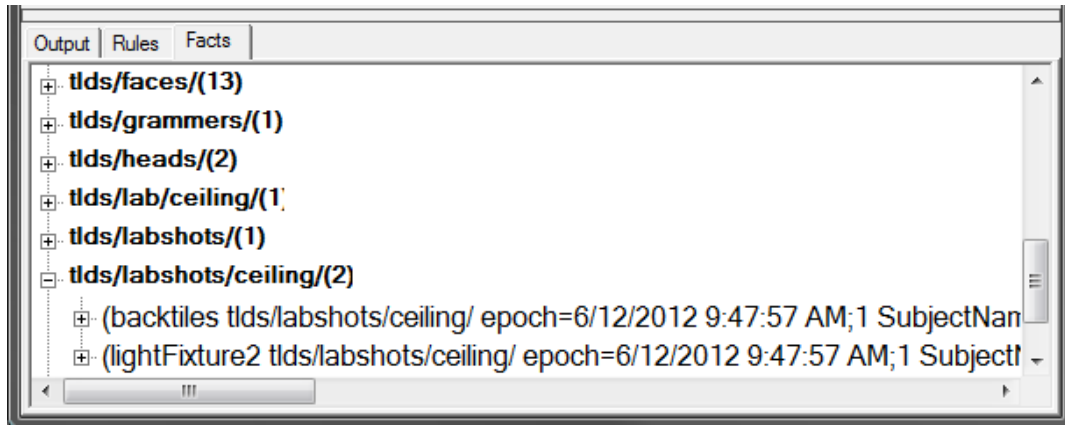 Output Rules Facts
tlds/faces/(13)
tlds/grammers/(1)
tlds/heads/(2)
tlds/lab/ceiling/(1)
tlds/labshots/(1)
tlds/labshots/ceiling/(2)
(backtiles tlds/labshots/ceiling/ epoch=6/12/2012 9:47:57 AM;1 SubjectNam
(lightFixture2 tlds/labshots/ceiling/ epoch=6/12/2012 9:47:57 AM;1 Subject